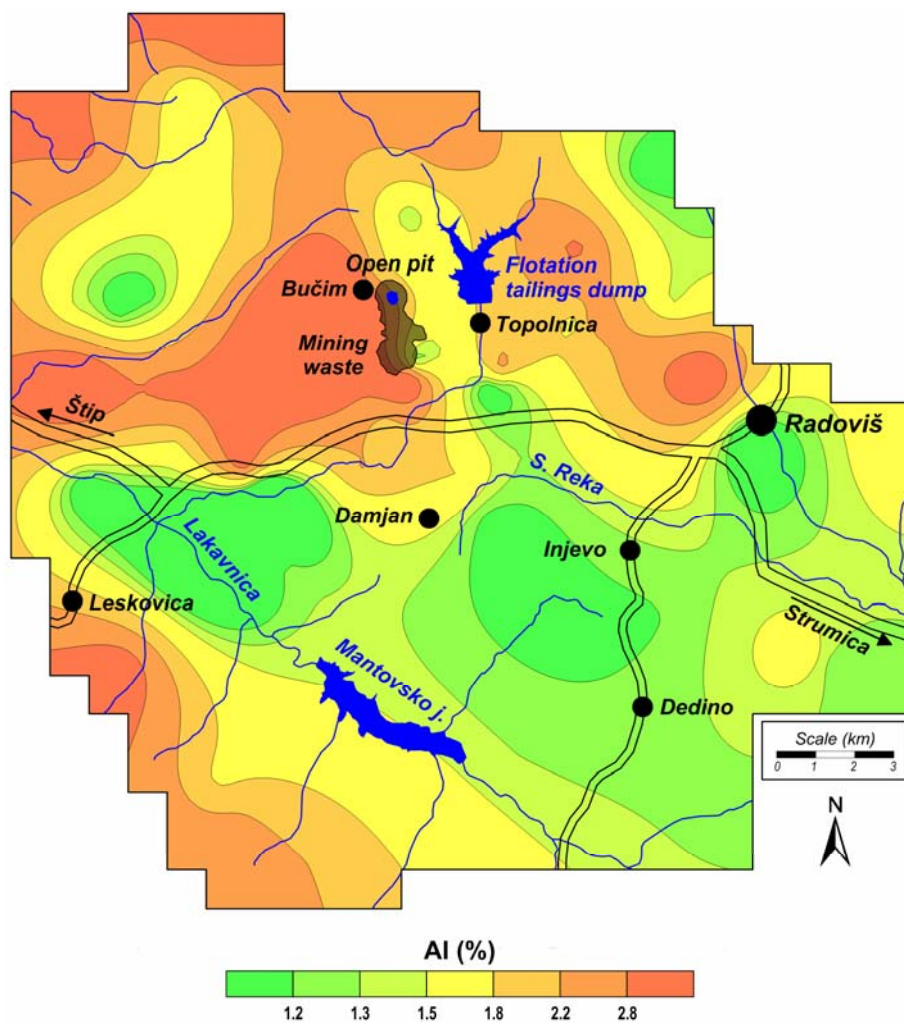 Open pit
Bučim
Flotation
tailings dump
Topolnica
Mining
waste
Štip
Radoviš
S. Reka
Damjan
Lakavnica
Injevo
Leskovica
Strumica
Mantovsko j.
Dedino
Scale (km)
0 1 2 3
N
Al (%)
1.2 1.3 1.5 1.8 2.2 2.8